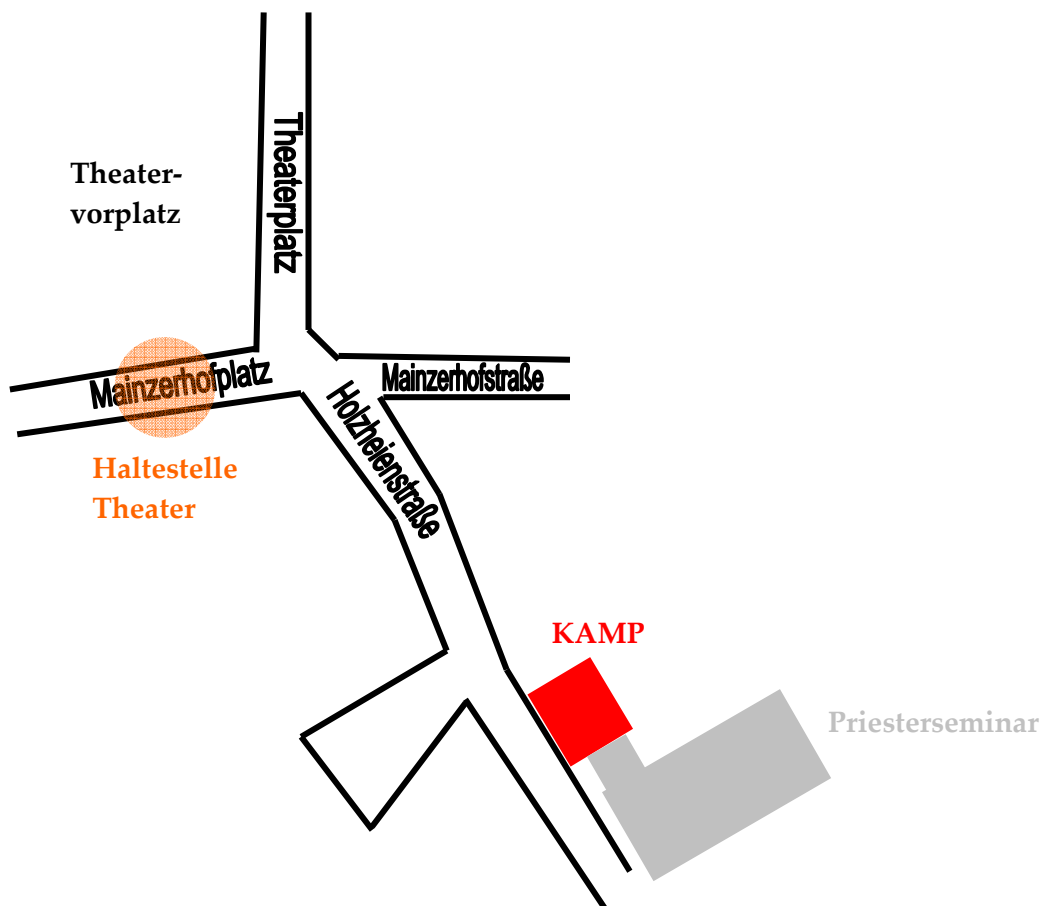 Theaterplatz
Theater-
vorplatz
Mainzerhofplatz
Mainzerhofstraße
Holzheienstraße
Haltestelle
Theater
KAMP
Priesterseminar